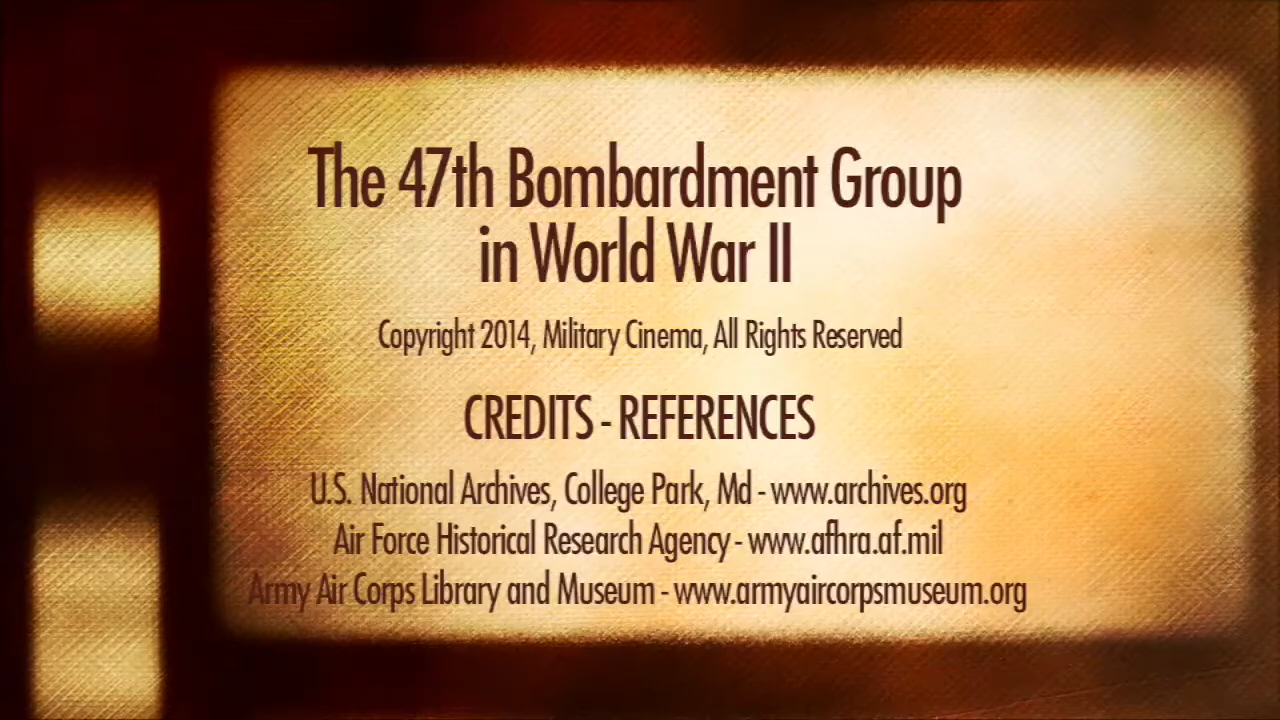 The 47th Bombardment Group
in World War II
Copyright 2014, Military Cinema, All Rights Reserved
CREDITS - REFERENCES
U.S. National Archives, College Park, Md - www.archives.org
Air Force Historical Research Agency - www.afhra.af.mil
Army Air Corps Library and Museum - www.armyaircorpsmuseum.org